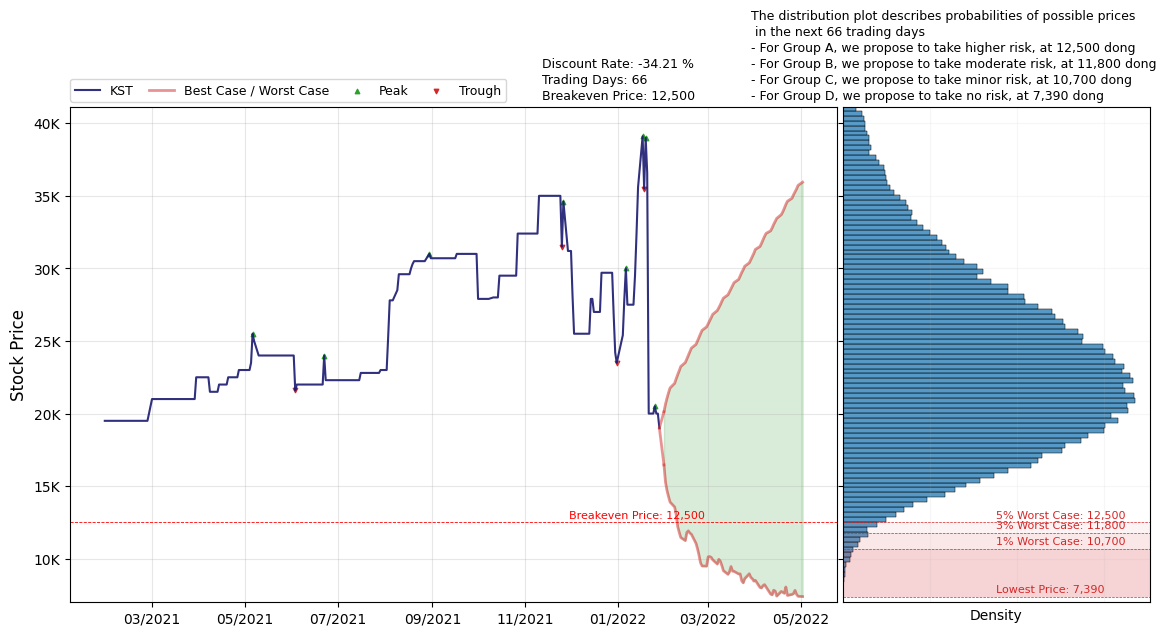 The distribution plot describes probabilities of possible prices
in the next 66 trading days
- For Group A, we propose to take higher risk, at 12,500 dong
- For Group B, we propose to take moderate risk, at 11,800 dong
- For Group C, we propose to take minor risk, at 10,700 dong
- For Group D, we propose to take no risk, at 7,390 dong
Discount Rate: -34.21 %
Trading Days: 66
Breakeven Price: 12,500
KST Best Case / Worst Case Peak Trough
Stock Price
40K
35K
30K
25K
20K
15K
10K
Breakeven Price: 12,500
03/2021 05/2021 07/2021 09/2021 11/2021 01/2022 03/2022 05/2022
5% Worst Case: 12,500
3% Worst Case: 11,800
1% Worst Case: 10,700
Lowest Price: 7,390
Density